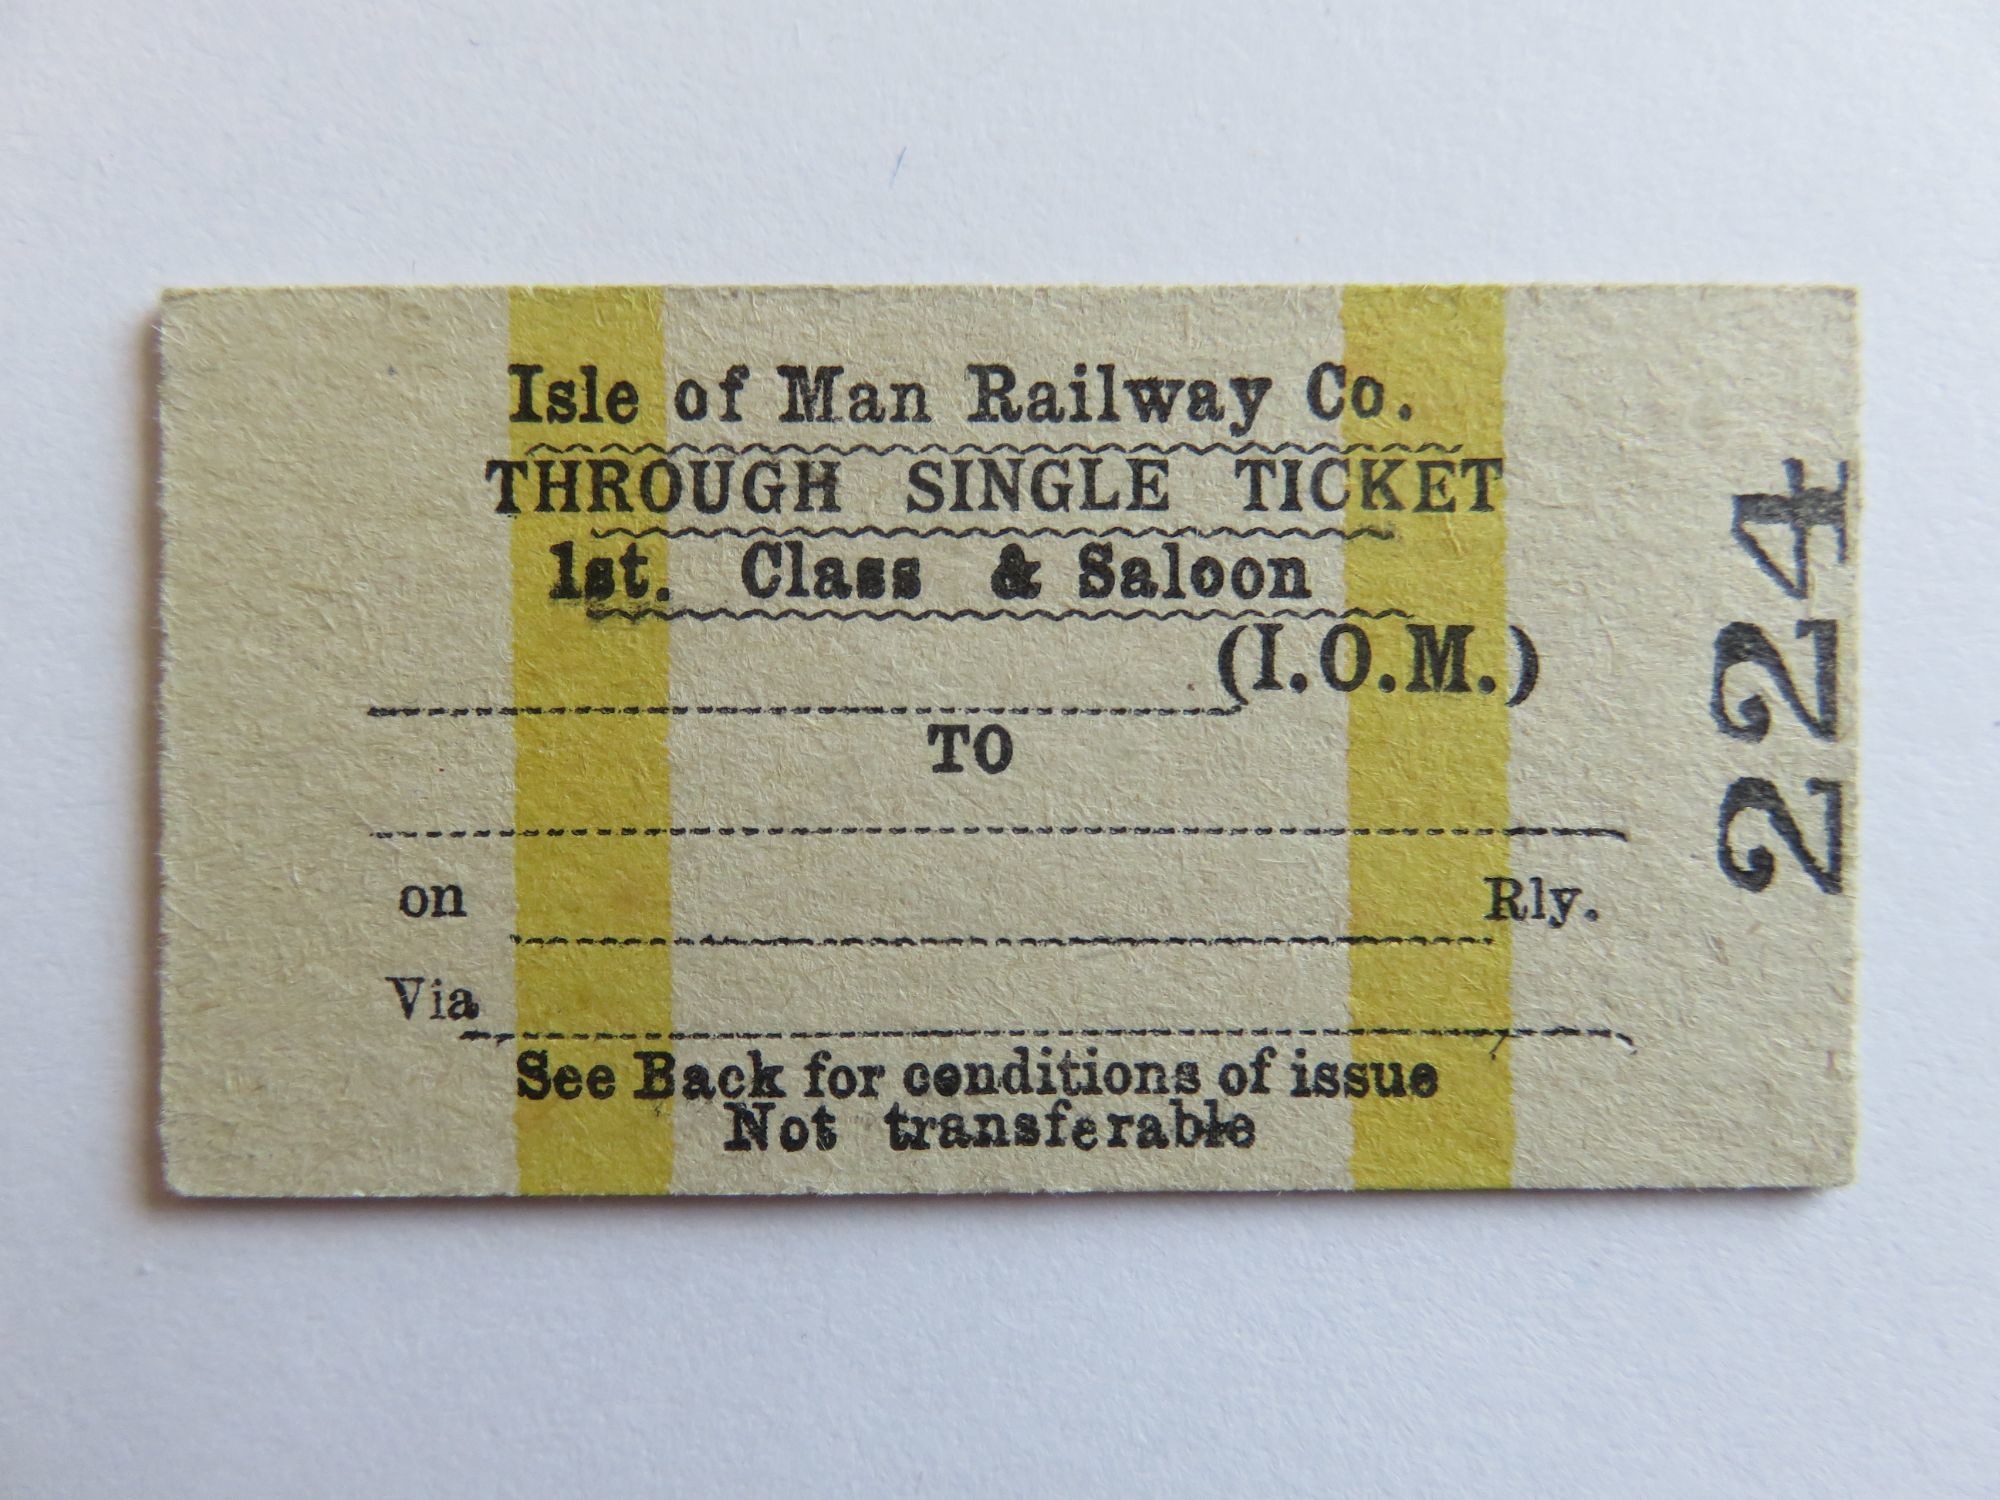 Isle of Man Railway Co.
THROUGH SINGLE TICKET
1st. Class & Saloon
(I.O.M.)
TO
on Rly.
Via
See Back for conditions of issue
Not transferable
224